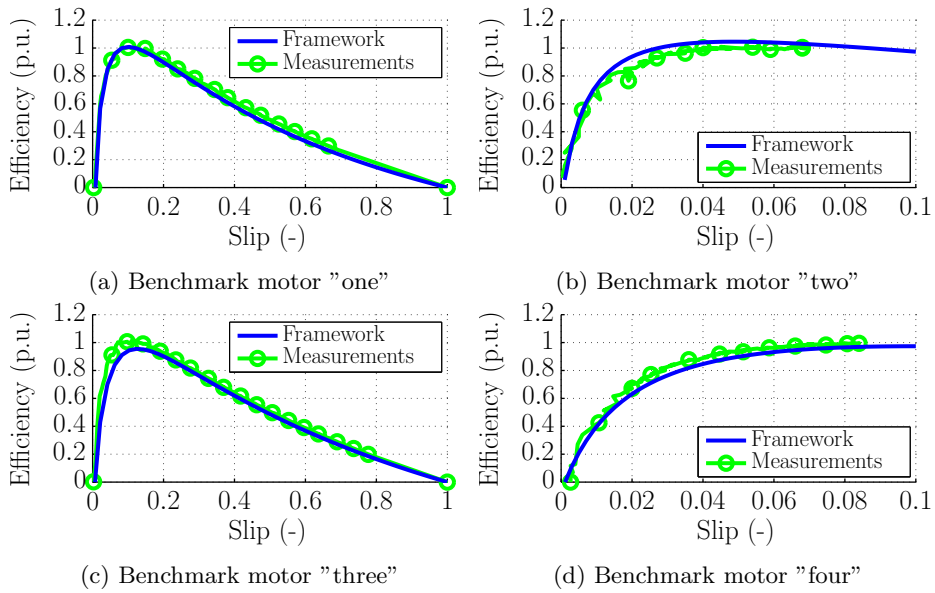 1.2
1
0.8
0.6
0.4
0.2
0
Efficiency (p.u.)
Framework
Measurements
0 0.2 0.4 0.6 0.8 1
Slip (-)
(a) Benchmark motor "one"
1.2
1
0.8
0.6
0.4
0.2
0
Efficiency (p.u.)
Framework
Measurements
0 0.02 0.04 0.06 0.08 0.1
Slip (-)
(b) Benchmark motor "two"
1.2
1
0.8
0.6
0.4
0.2
0
Efficiency (p.u.)
Framework
Measurements
0 0.2 0.4 0.6 0.8 1
Slip (-)
(c) Benchmark motor "three"
1.2
1
0.8
0.6
0.4
0.2
0
Efficiency (p.u.)
Framework
Measurements
0 0.02 0.04 0.06 0.08 0.1
Slip (-)
(d) Benchmark motor "four"